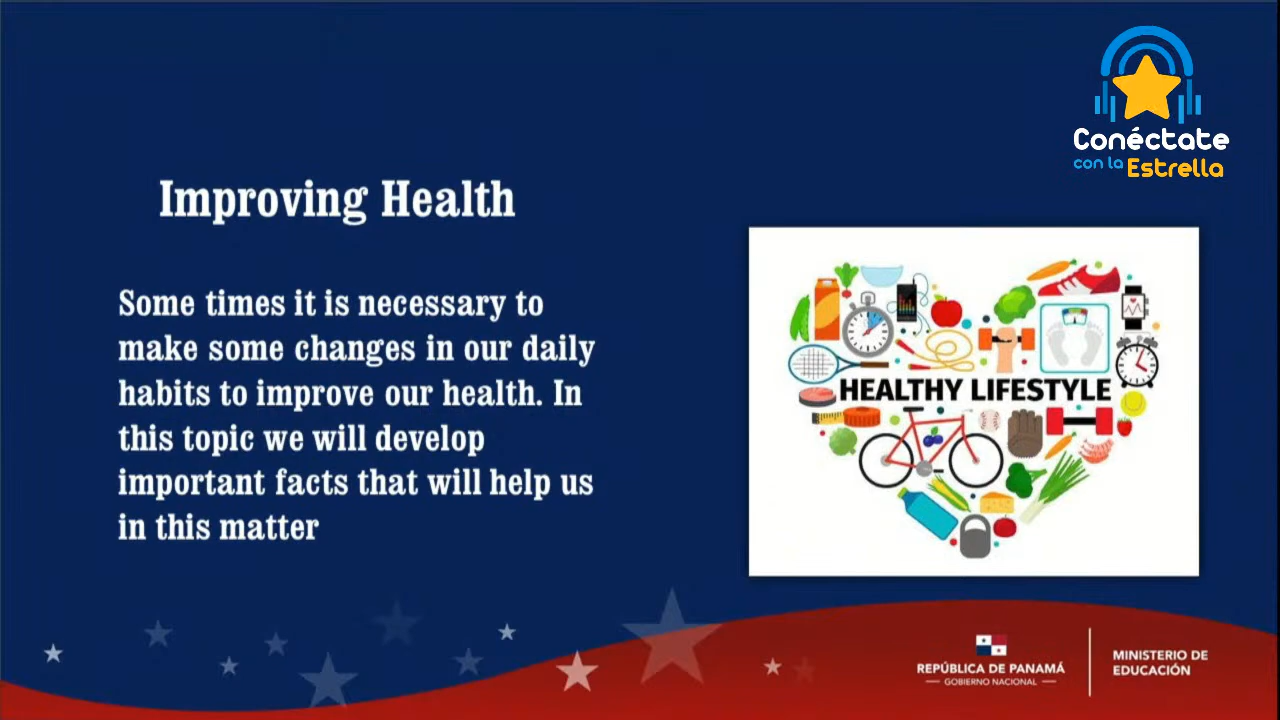 Conéctate
con la Estrella
Improving Health
Some times it is necessary to
make some changes in our daily
habits to improve our health. In
this topic we will develop
important facts that will help us
in this matter
HEALTHY LIFESTYLE
REPÚBLICA DE PANAMÁ
GOBIERNO NACIONAL
MINISTERIO DE
EDUCACIÓN